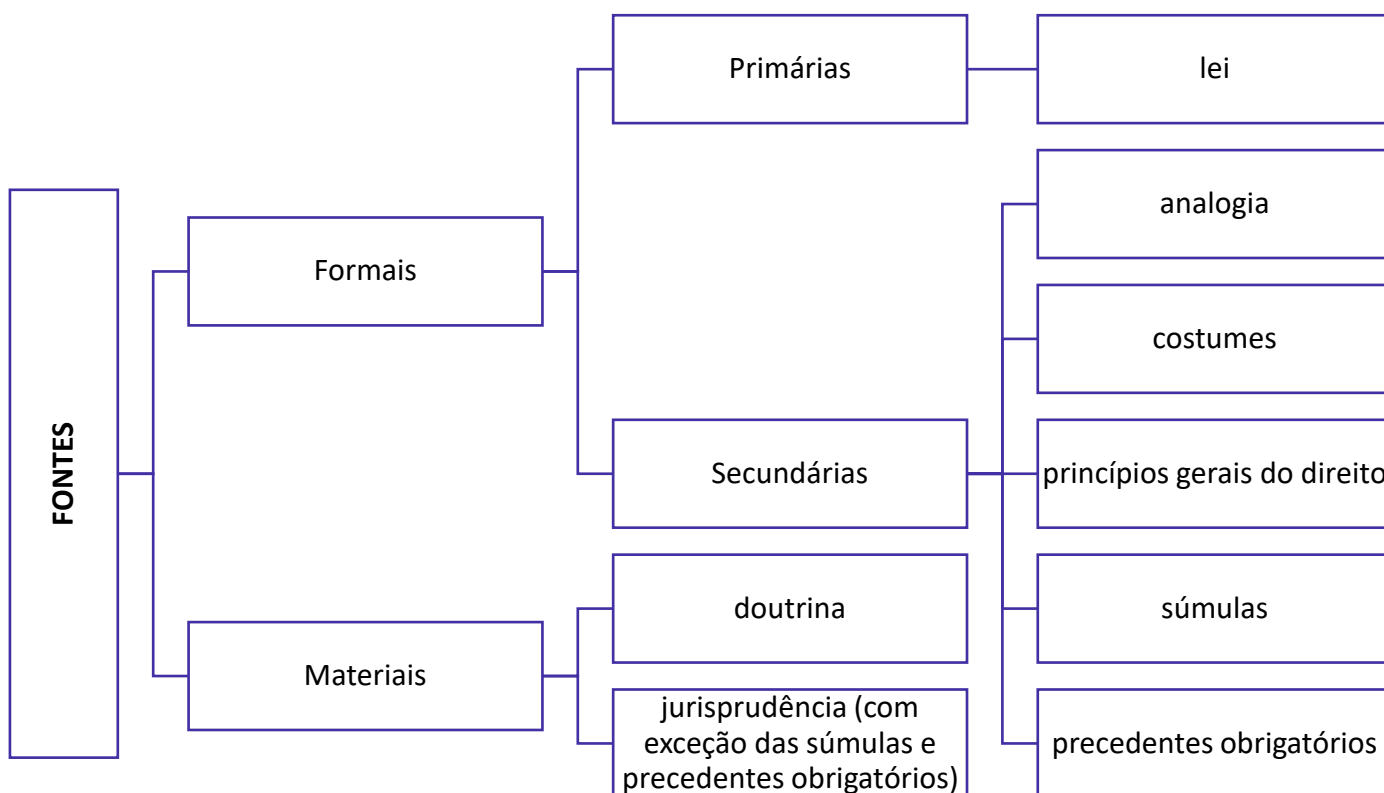 FONTES
Formais
Primárias
lei
Secundárias
analogia
costumes
princípios gerais do direito
súmulas
precedentes obrigatórios
Materiais
doutrina
jurisprudência (com
exceção das súmulas e
precedentes obrigatórios)